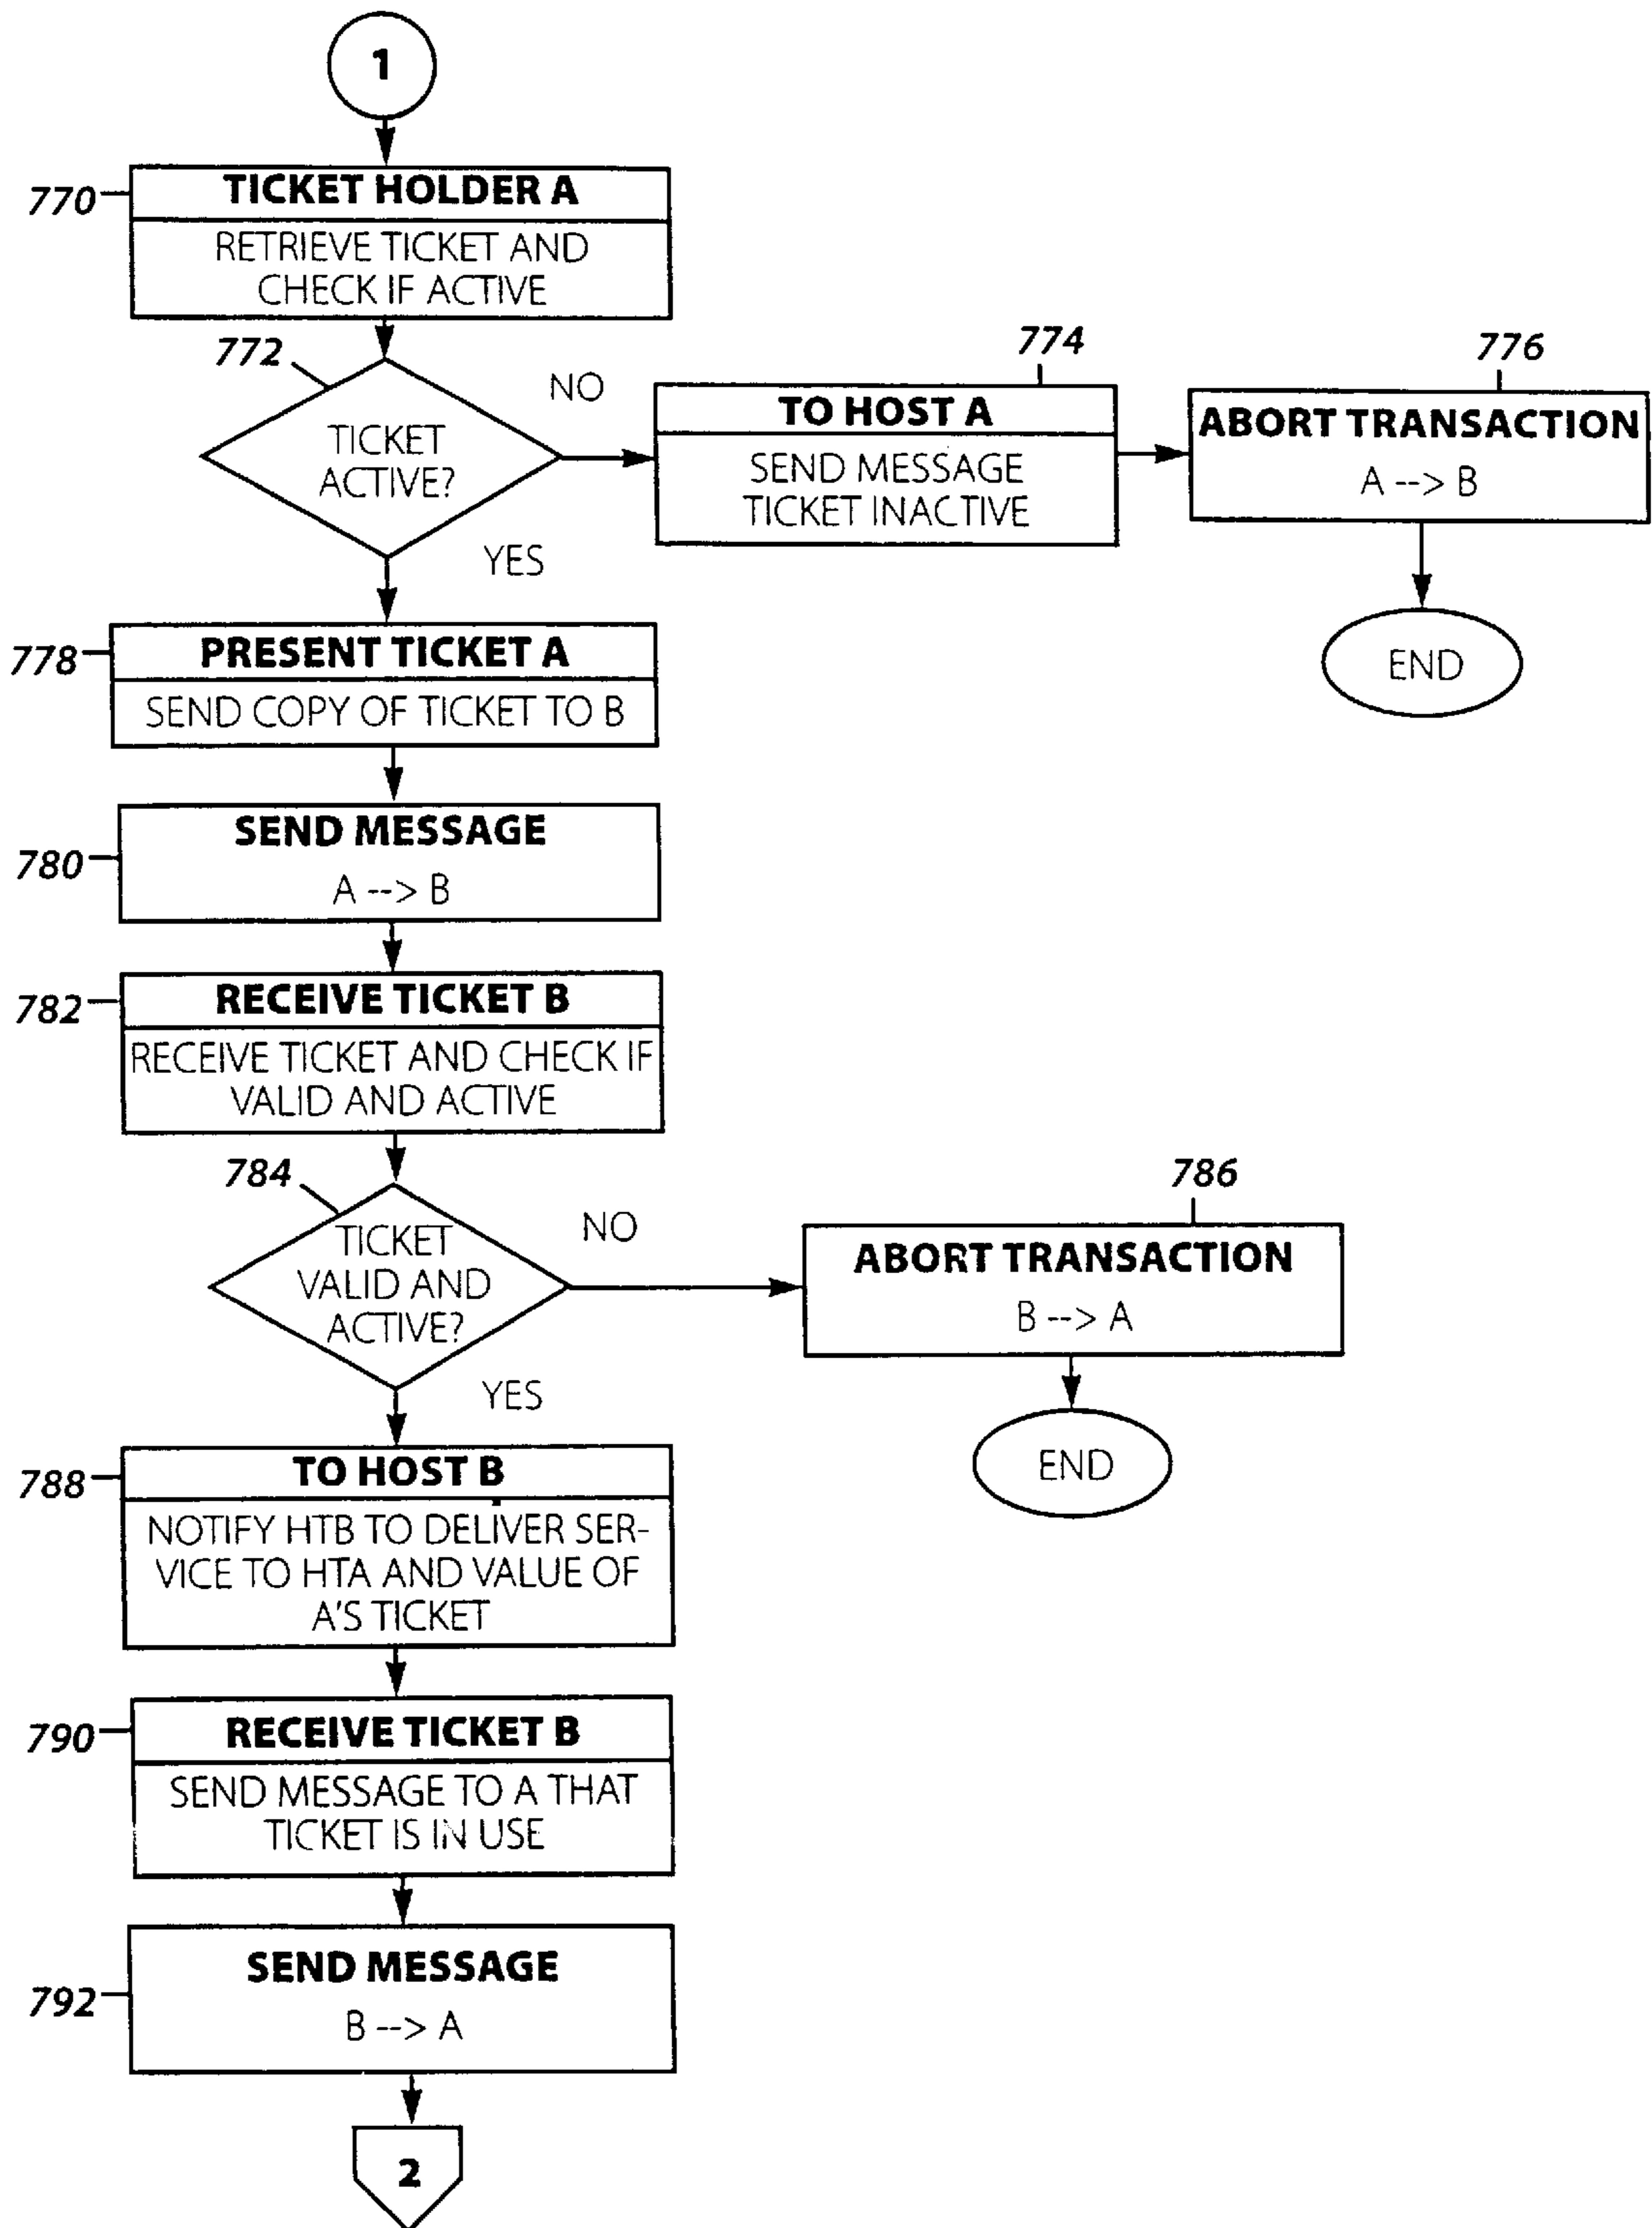 1
770
TICKET HOLDER A
RETRIEVE TICKET AND
CHECK IF ACTIVE
772
TICKET
ACTIVE?
NO
YES
774
TO HOST A
SEND MESSAGE
TICKET INACTIVE
776
ABORT TRANSACTION
A --> B
END
778
PRESENT TICKET A
SEND COPY OF TICKET TO B
780
SEND MESSAGE
A --> B
782
RECEIVE TICKET B
RECEIVE TICKET AND CHECK IF
VALID AND ACTIVE
784
TICKET
VALID AND
ACTIVE?
NO
YES
786
ABORT TRANSACTION
B --> A
END
788
TO HOST B
NOTIFY HTB TO DELIVER SER-
VICE TO HTA AND VALUE OF
A'S TICKET
790
RECEIVE TICKET B
SEND MESSAGE TO A THAT
TICKET IS IN USE
792
SEND MESSAGE
B --> A
2